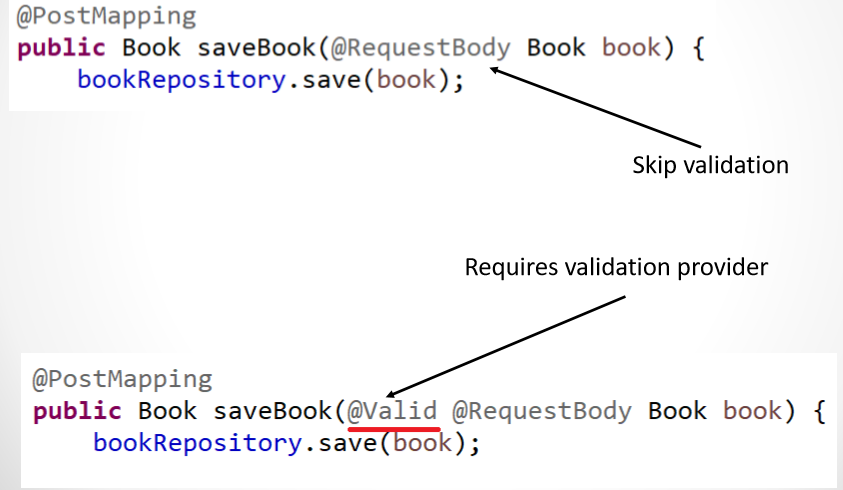 @PostMapping
public Book saveBook(@RequestBody Book book) {
bookRepository.save(book);
Skip validation
Requires validation provider
@PostMapping
public Book saveBook(@Valid @RequestBody Book book) {
bookRepository.save(book);